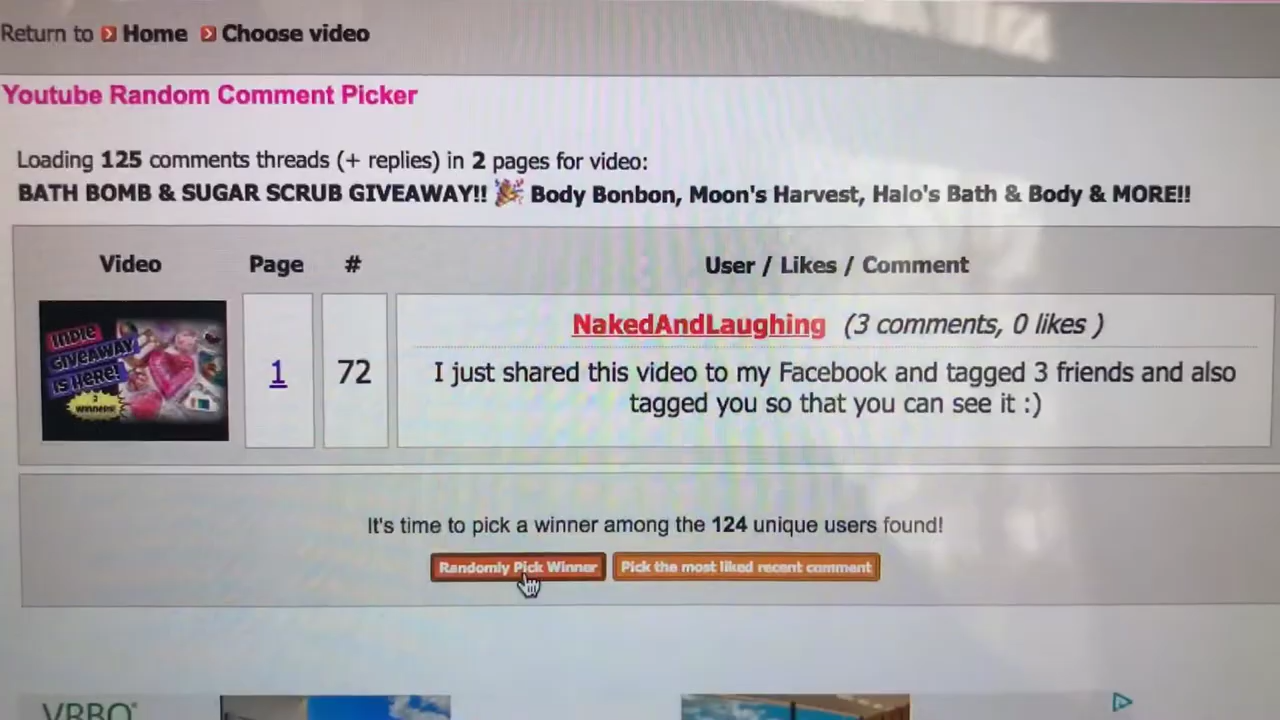 Return to Home Choose video
Youtube Random Comment Picker
Loading 125 comments threads (+ replies) in 2 pages for video:
BATH BOMB & SUGAR SCRUB GIVEAWAY!! 🎉 Body Bonbon, Moon's Harvest, Halo's Bath & Body & MORE!!
Video Page # User / Likes / Comment
INDIE
GIVEAWAY
IS HERE!
2
WINNERS!
1 72
NakedAndLaughing (3 comments, 0 likes )
I just shared this video to my Facebook and tagged 3 friends and also
tagged you so that you can see it :)
It's time to pick a winner among the 124 unique users found!
Randomly Pick Winner Pick the most liked recent comment
VRBO